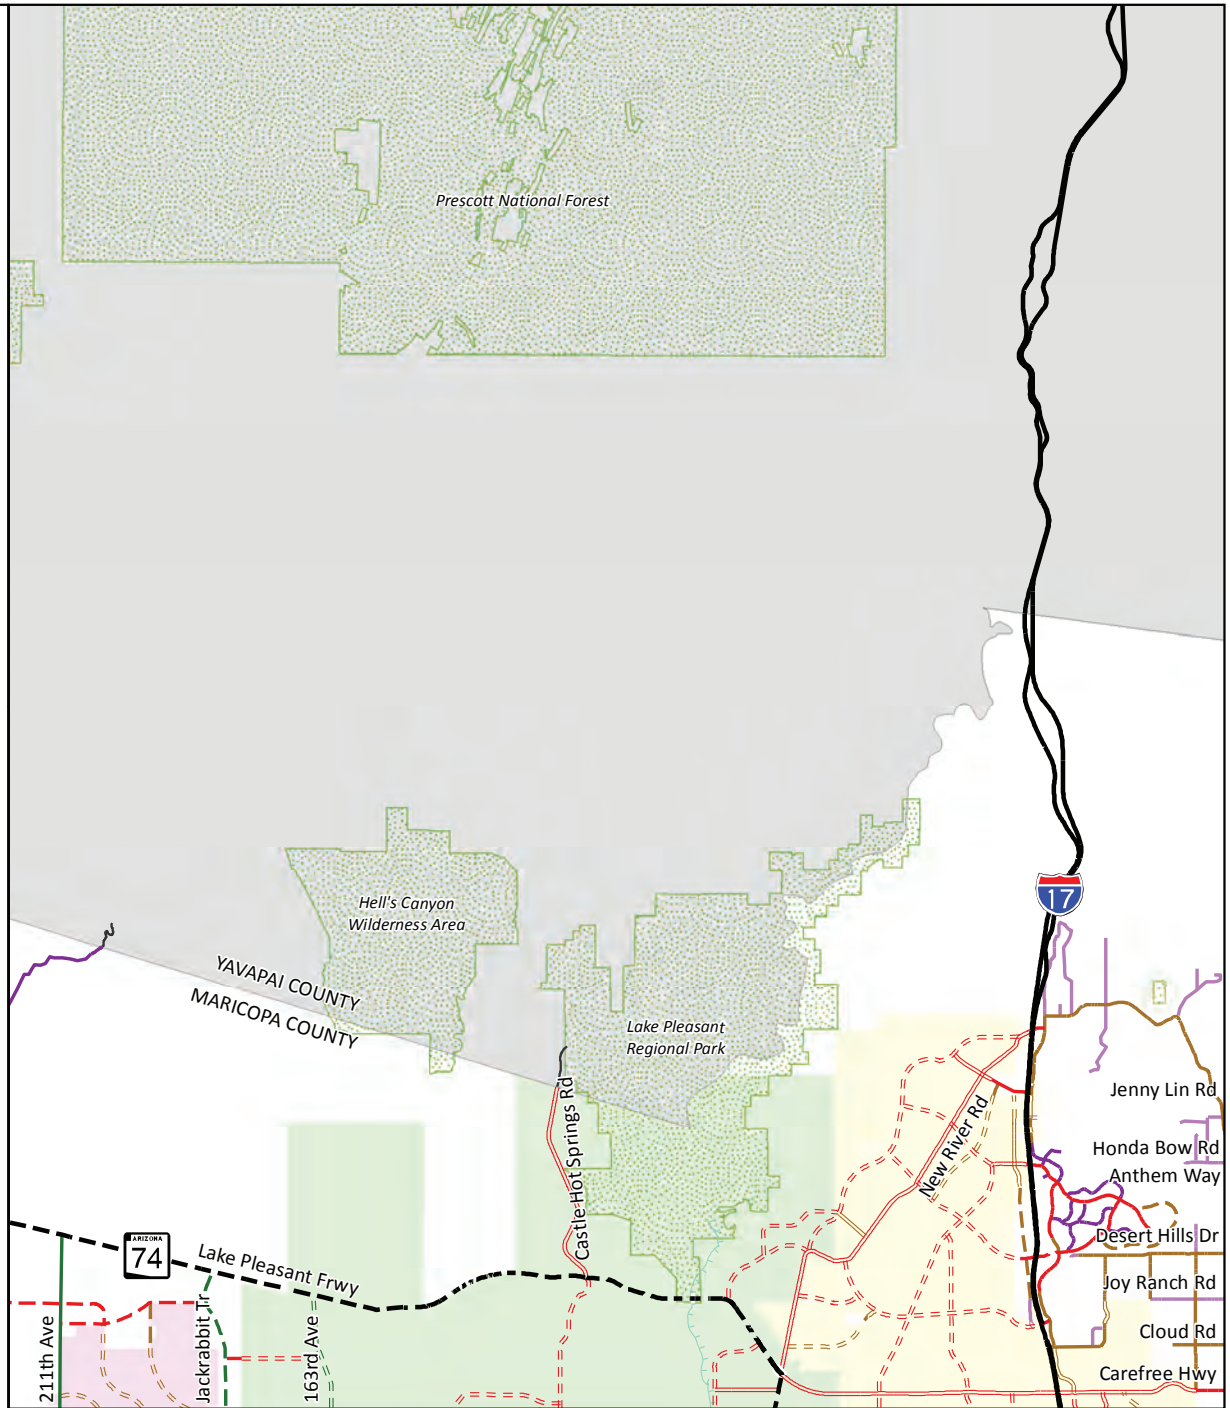 Prescott National Forest
17
Hell's Canyon
Wilderness Area
YAVAPAI COUNTY
MARICOPA COUNTY
Lake Pleasant
Regional Park
Castle Hot Springs Rd
New River Rd
Jenny Lin Rd
Honda Bow Rd
Anthem Way
Desert Hills Dr
ARIZONA
74
Lake Pleasant Frwy
Joy Ranch Rd
211th Ave
Jackrabbit Tr
163rd Ave
Cloud Rd
Carefree Hwy